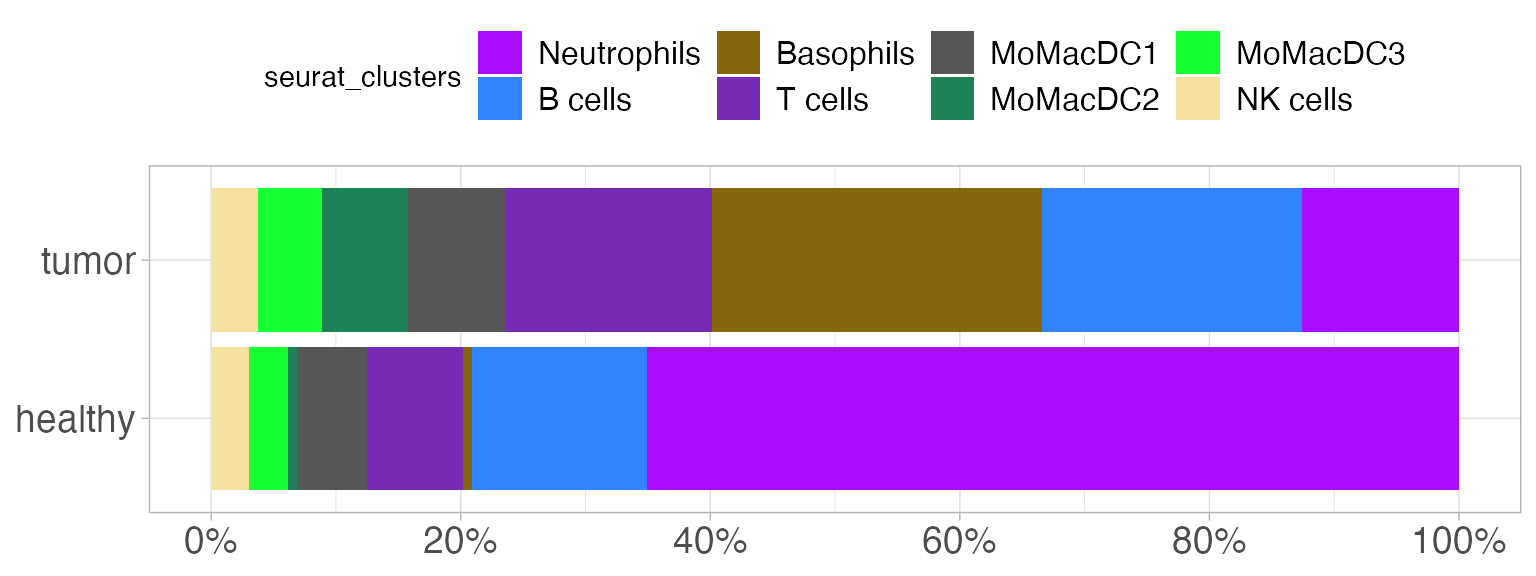 seurat_clusters
Neutrophils Basophils MoMacDC1 MoMacDC3
B cells T cells MoMacDC2 NK cells
tumor
healthy
0% 20% 40% 60% 80% 100%